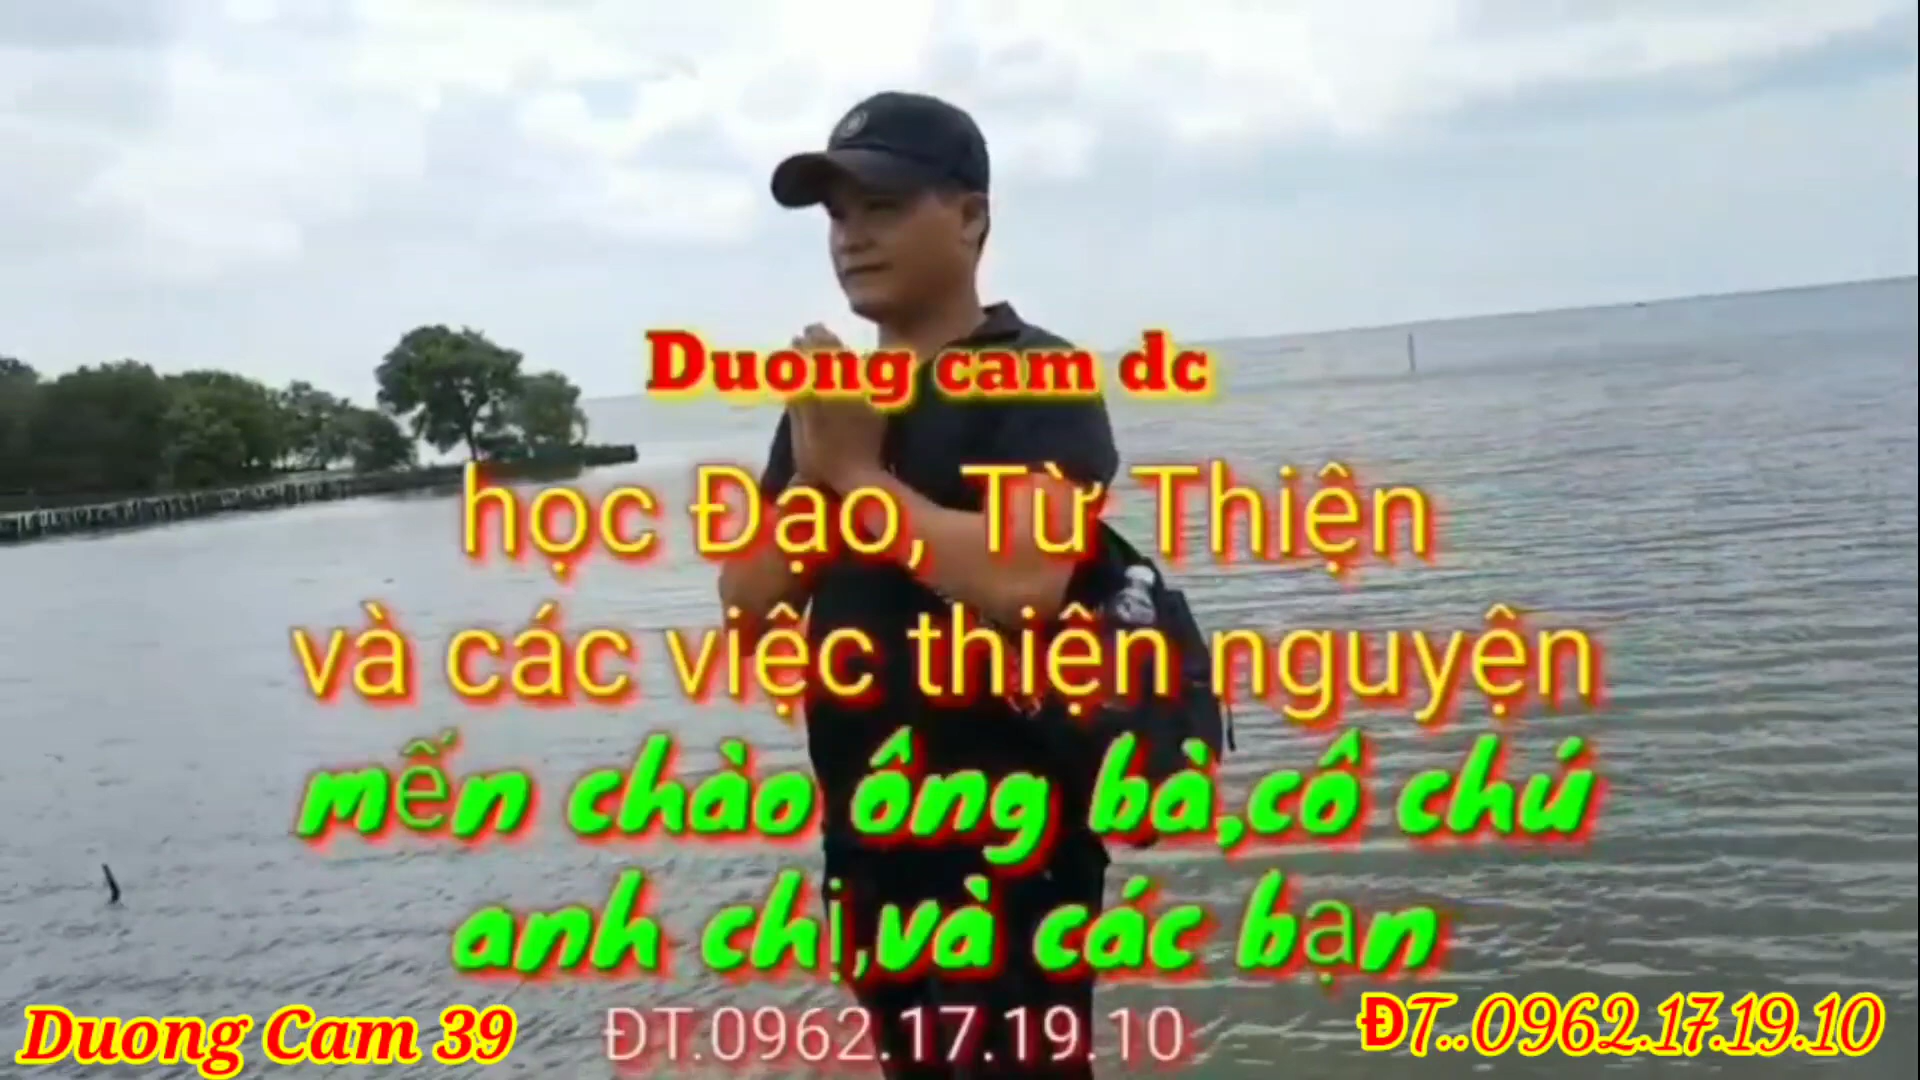 Duong cam dc
học Đạo, Từ Thiện
và các việc thiện nguyện
mến chào ông bà,cô chú
anh chị,và các bạn
Duong Cam 39
ĐT.0962.17.19.10
ĐT..0962.17.19.10